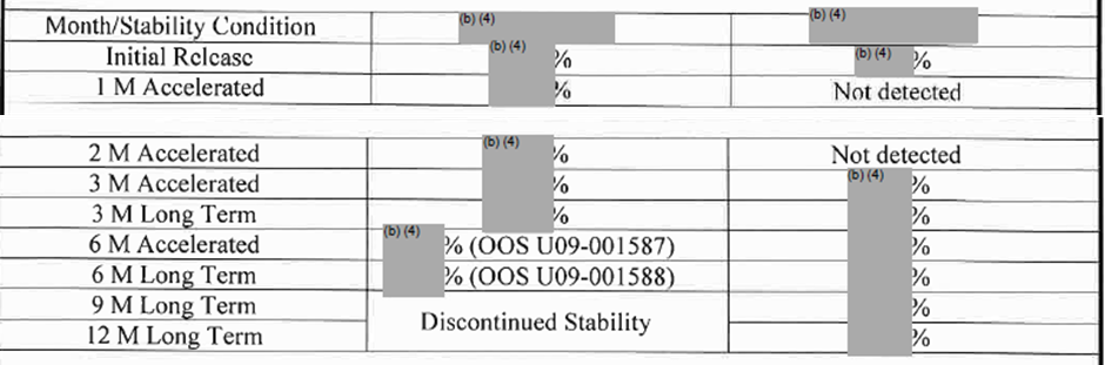 Month/Stability Condition (b) (4) (b) (4)
Initial Release (b) (4) % (b) (4) %
1 M Accelerated % Not detected
2 M Accelerated (b) (4) % Not detected
3 M Accelerated % (b) (4) %
3 M Long Term % %
6 M Accelerated (b) (4) % (OOS U09-001587) %
6 M Long Term % (OOS U09-001588) %
9 M Long Term %
Discontinued Stability
12 M Long Term %